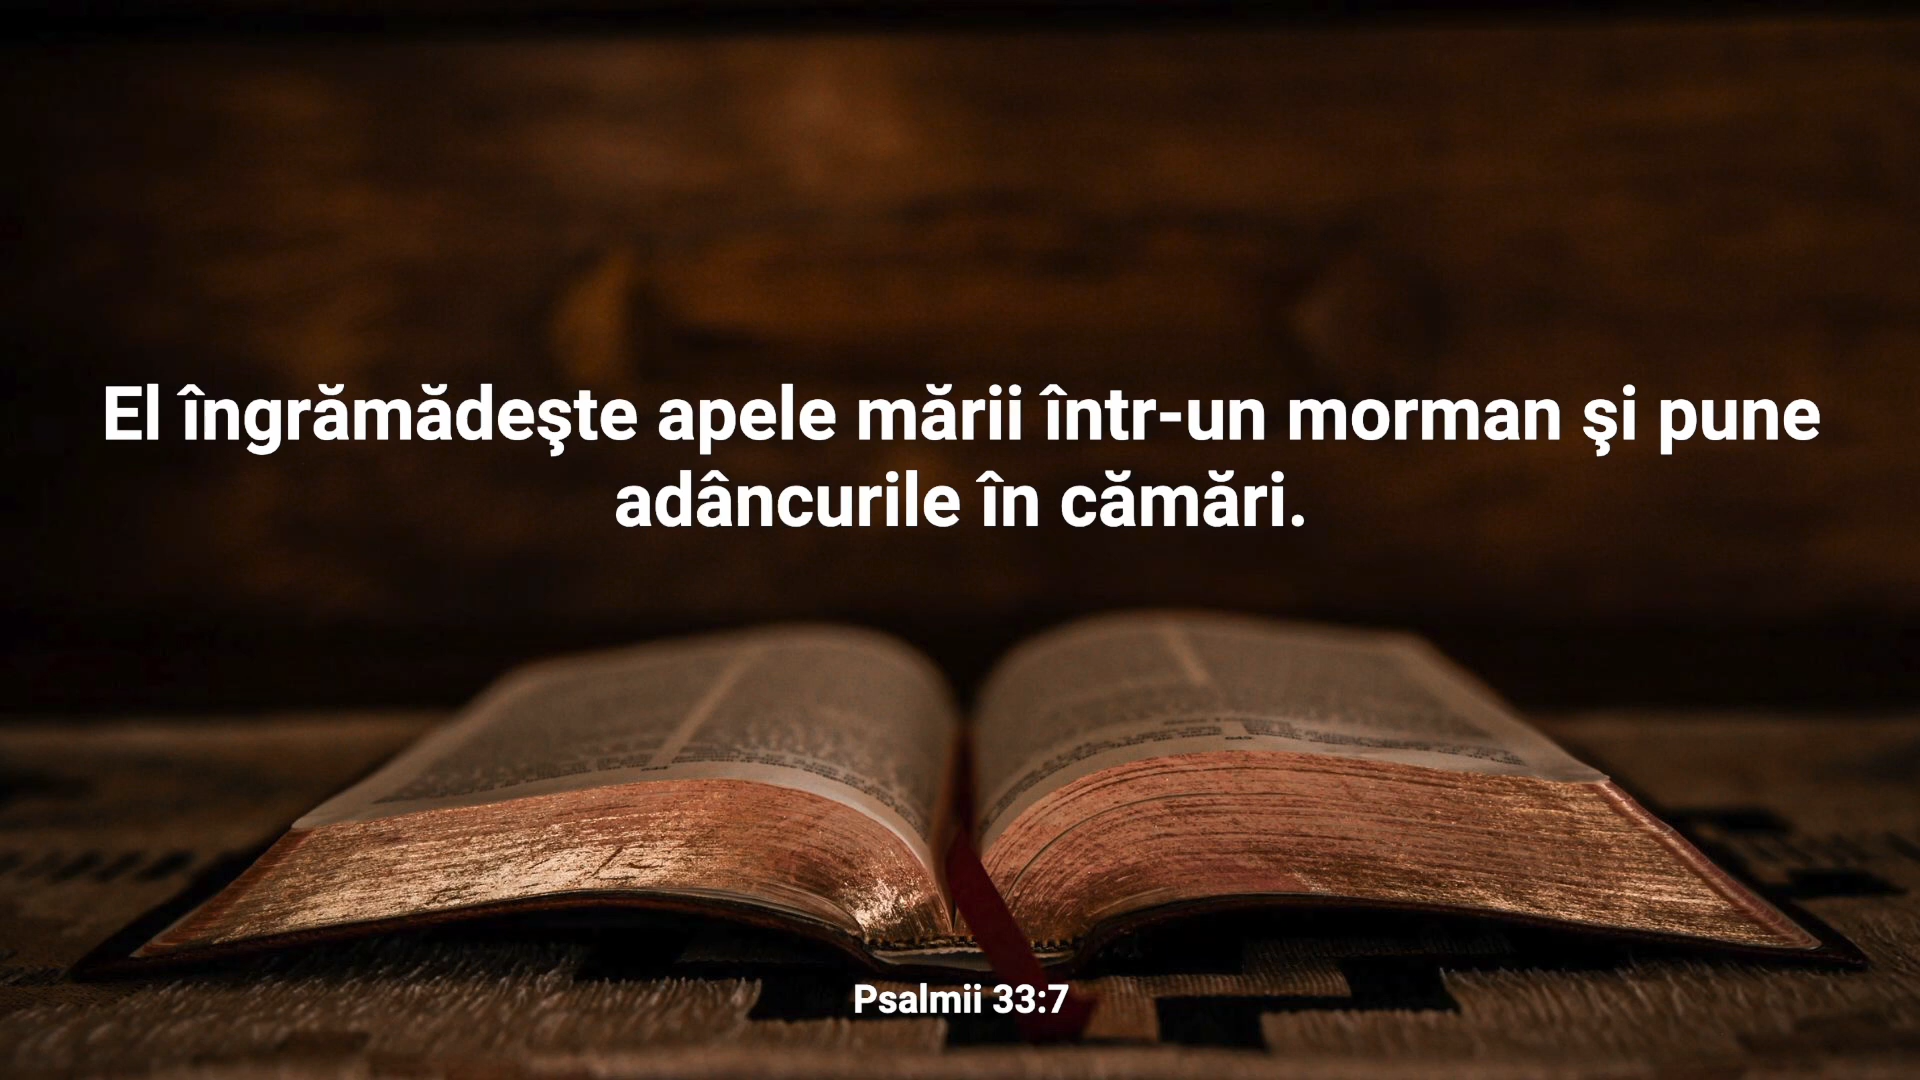 El îngrămădeşte apele mării într-un morman şi pune
adâncurile în cămări.
Psalmii 33:7